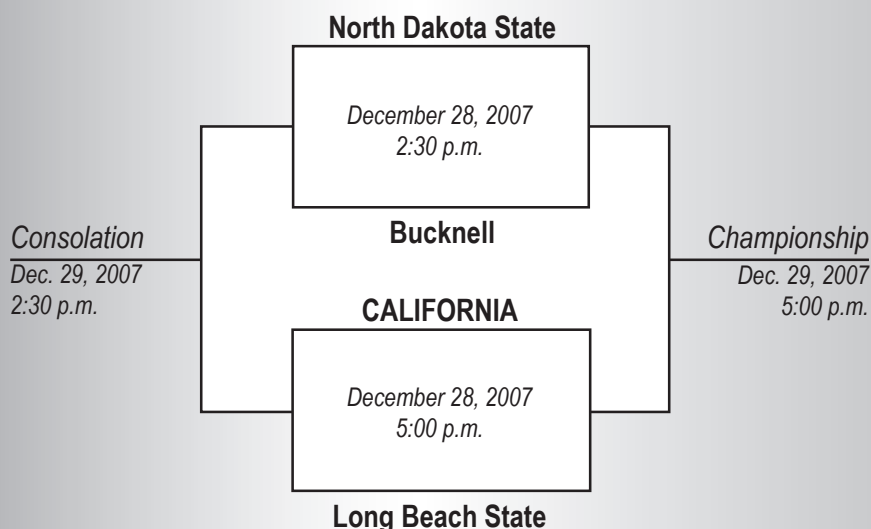 North Dakota State
December 28, 2007
2:30 p.m.
Bucknell
Consolation
Dec. 29, 2007
2:30 p.m.
Championship
Dec. 29, 2007
5:00 p.m.
CALIFORNIA
December 28, 2007
5:00 p.m.
Long Beach State